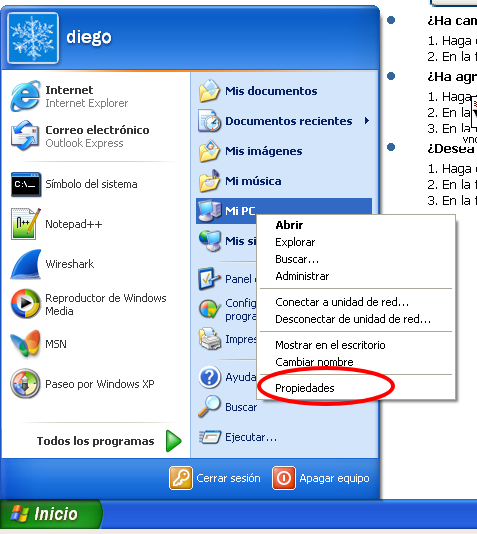 diego
Internet
Internet Explorer
Correo electrónico
Outlook Express
Símbolo del sistema
Notepad++
Wireshark
Reproductor de Windows
Media
MSN
Paseo por Windows XP
Todos los programas
Mis documentos
Documentos recientes
Mis imágenes
Mi música
Mi PC
Mis
Panel
Config
progra
Impres
Ayuda
Buscar
Ejecutar...
Abrir
Explorar
Buscar...
Administrar
Conectar a unidad de red...
Desconectar de unidad de red...
Mostrar en el escritorio
Cambiar nombre
Propiedades
Cerrar sesión
Apagar equipo
Inicio
¿Ha cam
1. Haga
2. En la f
¿Ha agr
1. Haga
2. En la
3. En la
¿Desea
1. Haga
2. En la f
3. En la f